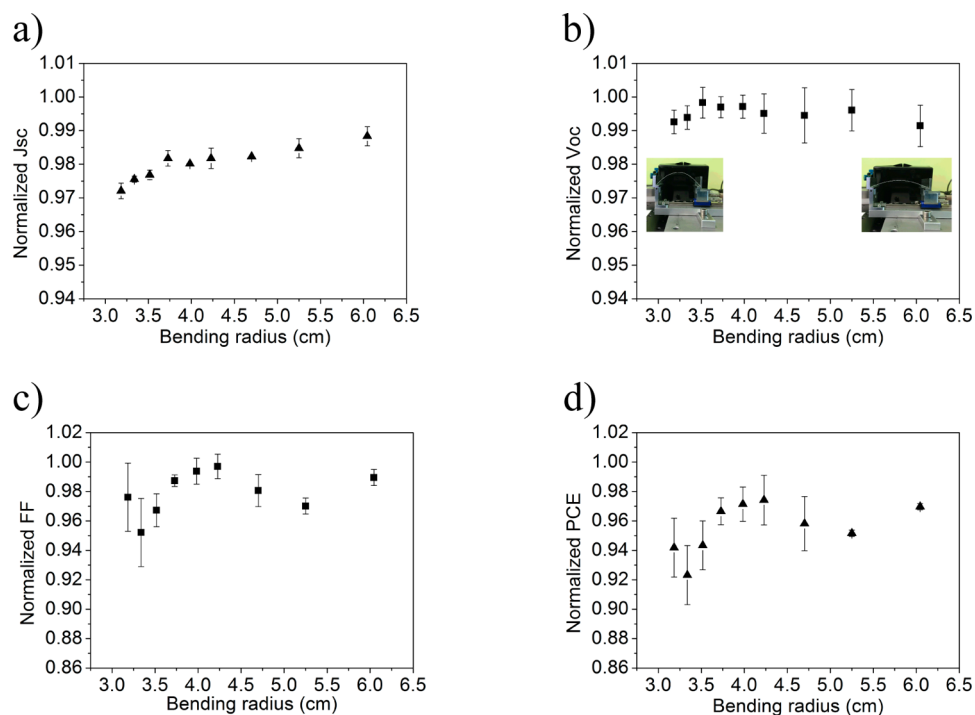 a)
1.01
1.00
0.99
0.98
0.97
0.96
0.95
0.94
Normalized Jsc
3.0 3.5 4.0 4.5 5.0 5.5 6.0 6.5
Bending radius (cm)
b)
1.01
1.00
0.99
0.98
0.97
0.96
0.95
0.94
Normalized Voc
3.0 3.5 4.0 4.5 5.0 5.5 6.0 6.5
Bending radius (cm)
c)
1.02
1.00
0.98
0.96
0.94
0.92
0.90
0.88
0.86
Normalized FF
3.0 3.5 4.0 4.5 5.0 5.5 6.0 6.5
Bending radius (cm)
d)
1.02
1.00
0.98
0.96
0.94
0.92
0.90
0.88
0.86
Normalized PCE
3.0 3.5 4.0 4.5 5.0 5.5 6.0 6.5
Bending radius (cm)